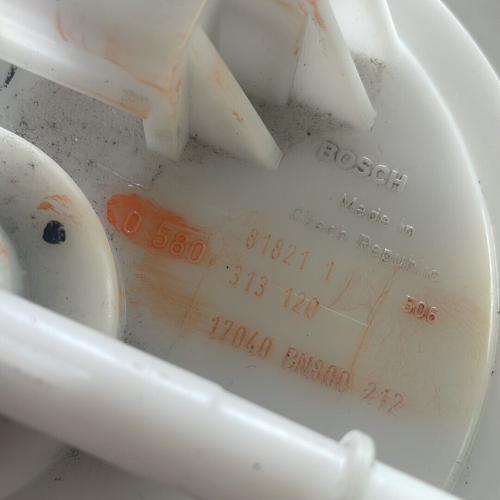 BOSCH
Made in
Czech Republic
0 580 81821 1
313 120 506
17040 BN800 212